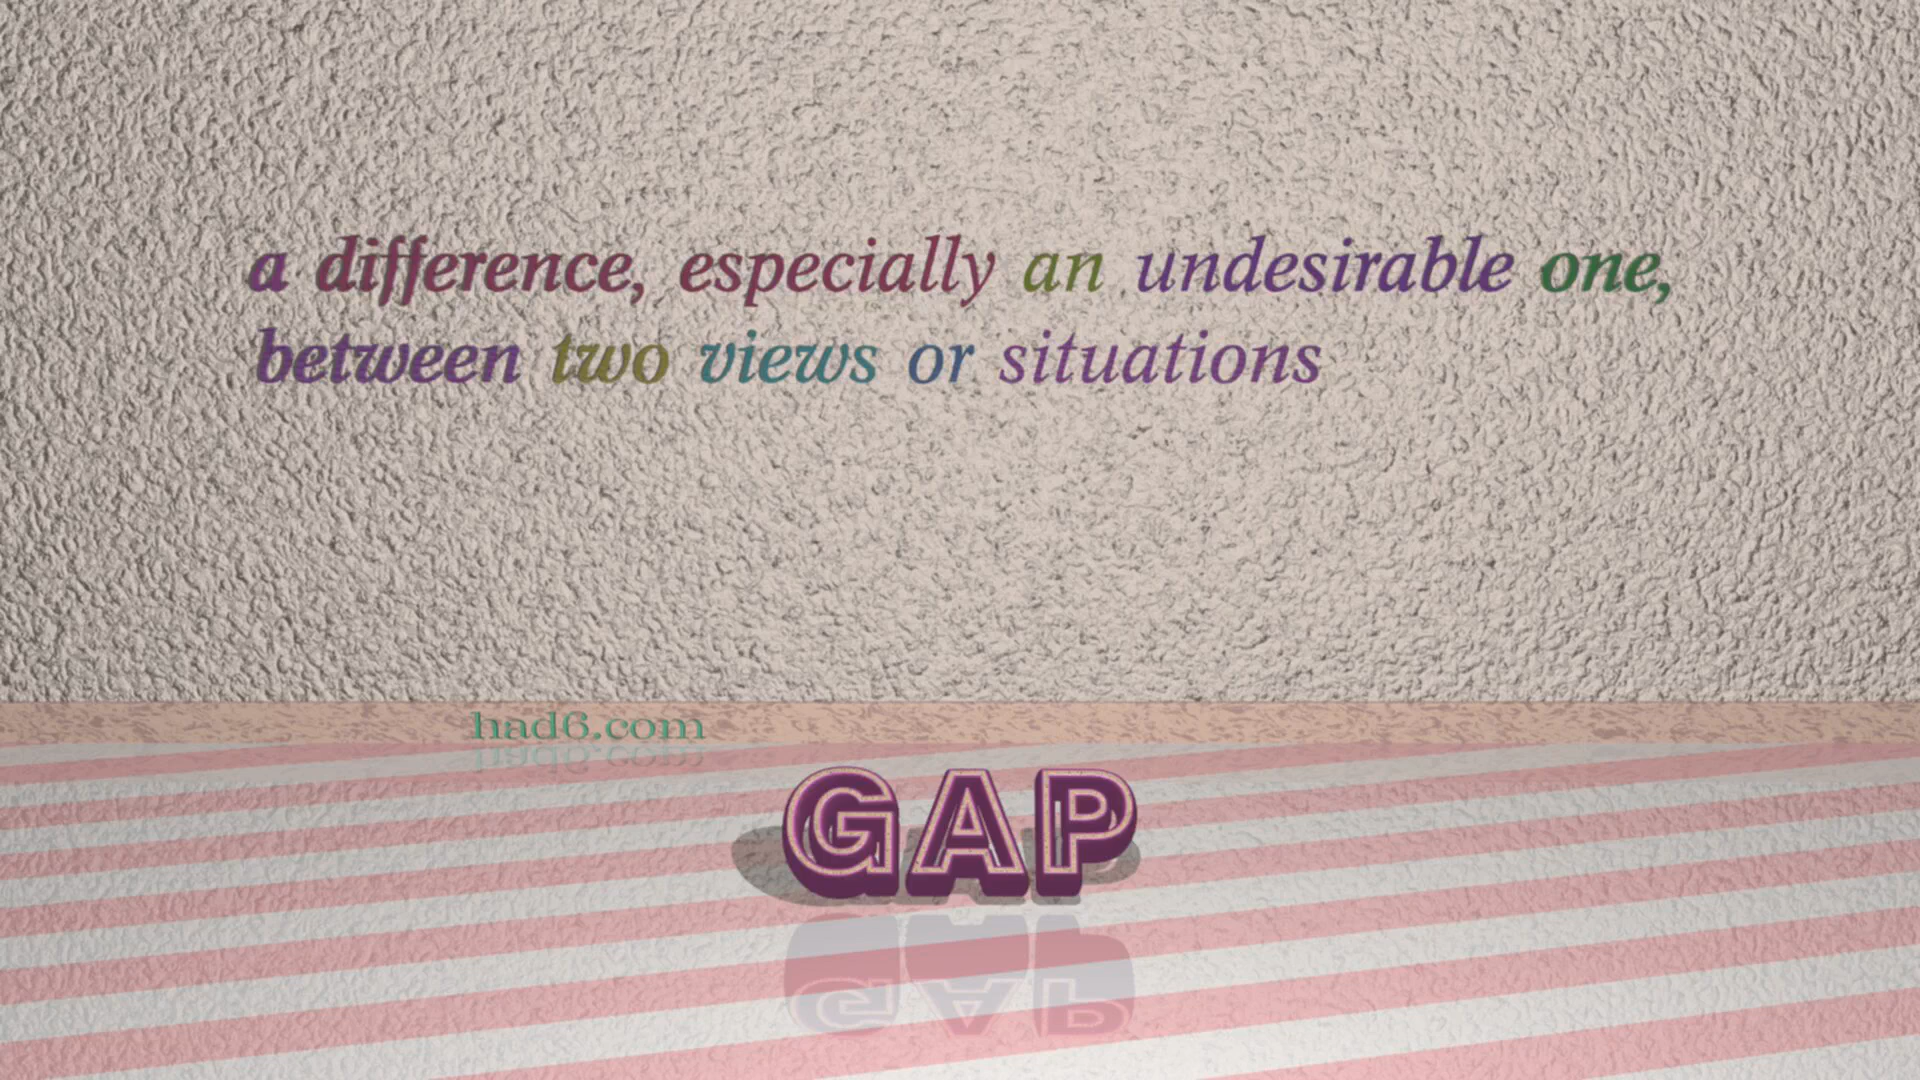 a difference, especially an undesirable one,
between two views or situations
had6.com
GAP